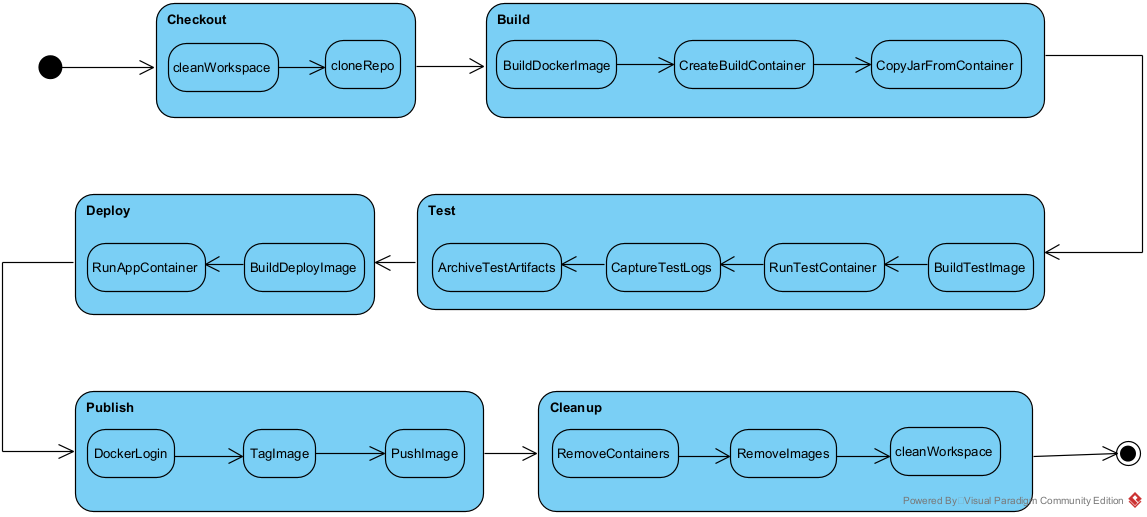 Checkout
cleanWorkspace
cloneRepo
Build
BuildDockerImage
CreateBuildContainer
CopyJarFromContainer
Deploy
RunAppContainer
BuildDeployImage
Test
ArchiveTestArtifacts
CaptureTestLogs
RunTestContainer
BuildTestImage
Publish
DockerLogin
TagImage
PushImage
Cleanup
RemoveContainers
RemoveImages
cleanWorkspace
Powered By Visual Paradigm Community Edition